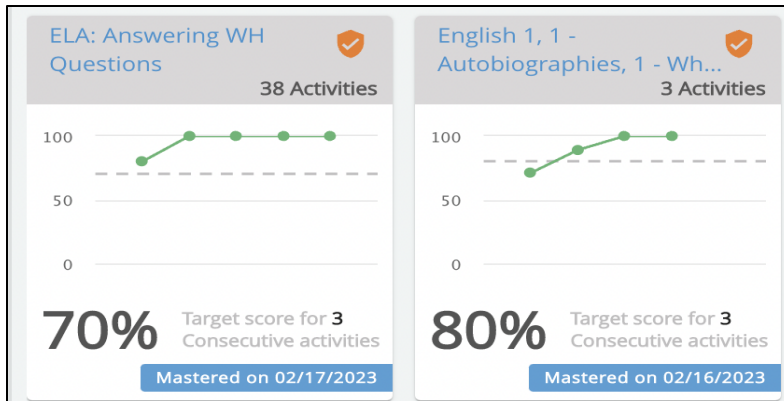 ELA: Answering WH
Questions
38 Activities
100
50
0
70%
Target score for 3
Consecutive activities
Mastered on 02/17/2023
English 1, 1 -
Autobiographies, 1 - Wh...
3 Activities
100
50
0
80%
Target score for 3
Consecutive activities
Mastered on 02/16/2023